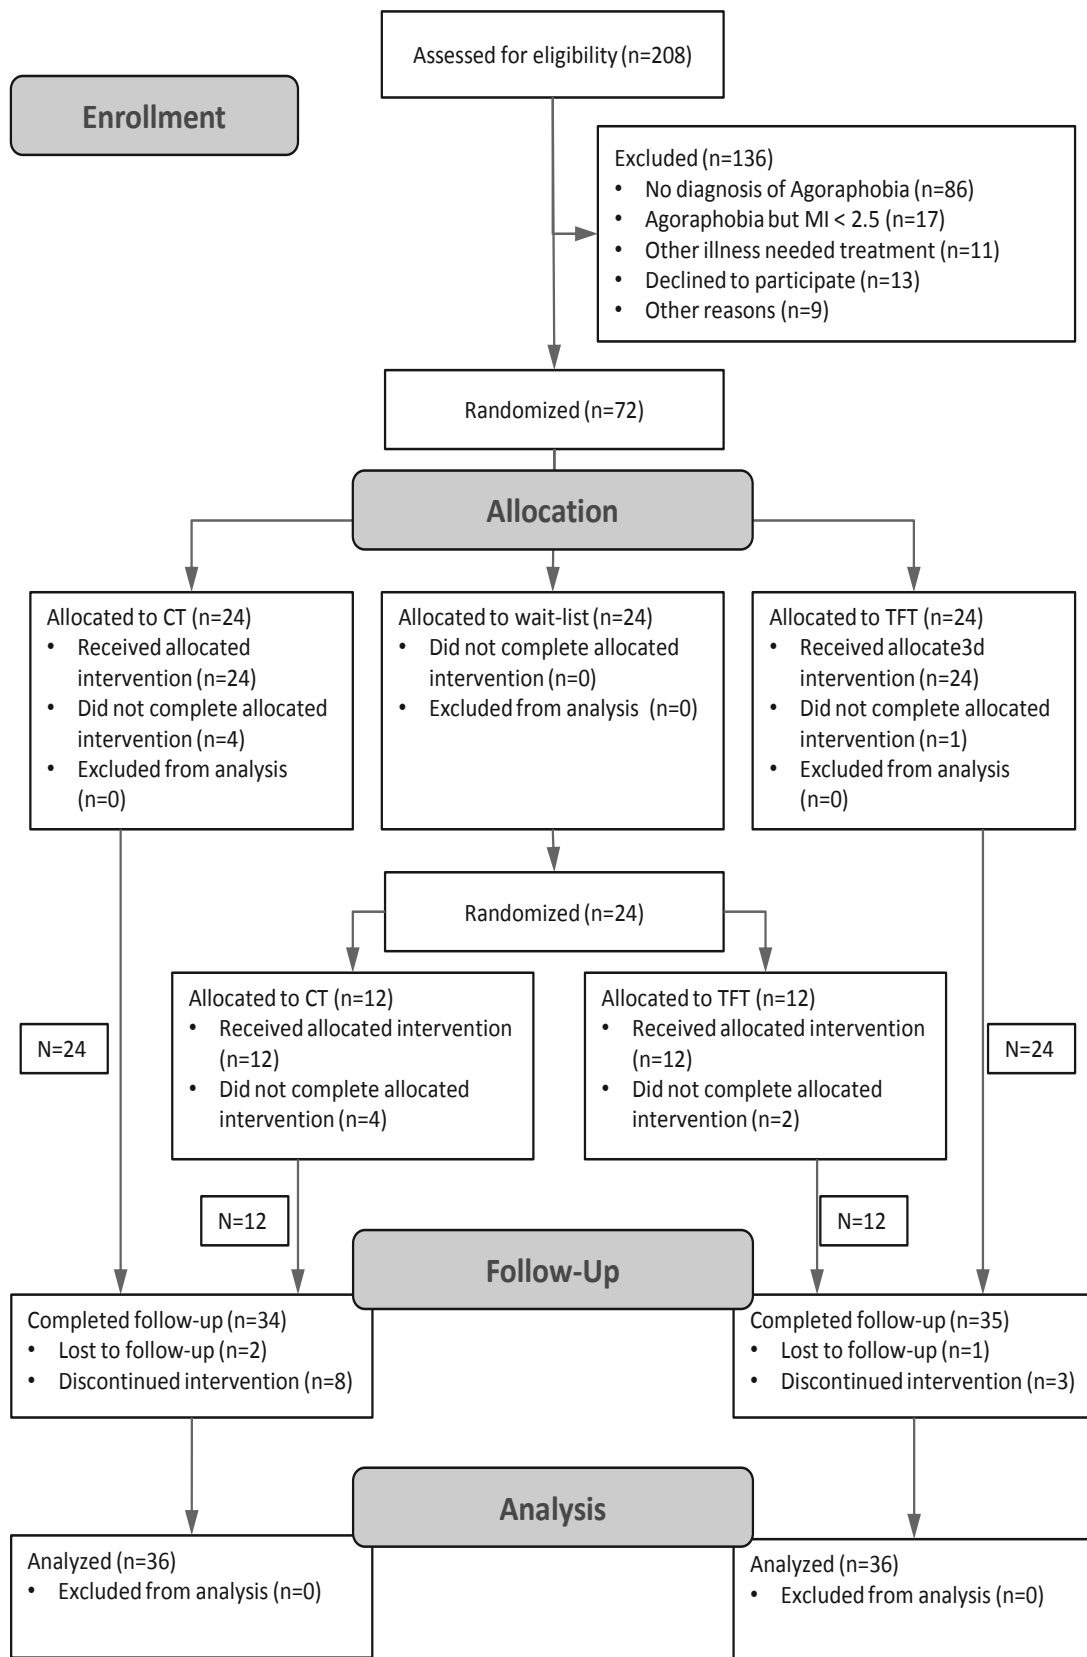 Assessed for eligibility (n=208)
Enrollment
Excluded (n=136)
• No diagnosis of Agoraphobia (n=86)
• Agoraphobia but MI < 2.5 (n=17)
• Other illness needed treatment (n=11)
• Declined to participate (n=13)
• Other reasons (n=9)
Randomized (n=72)
Allocation
Allocated to CT (n=24)
• Received allocated
intervention (n=24)
• Did not complete allocated
intervention (n=4)
• Excluded from analysis
(n=0)
Allocated to wait-list (n=24)
• Did not complete allocated
intervention (n=0)
• Excluded from analysis (n=0)
Allocated to TFT (n=24)
• Received allocate3d
intervention (n=24)
• Did not complete allocated
intervention (n=1)
• Excluded from analysis
(n=0)
Randomized (n=24)
Allocated to CT (n=12)
• Received allocated intervention
(n=12)
• Did not complete allocated
intervention (n=4)
Allocated to TFT (n=12)
• Received allocated intervention
(n=12)
• Did not complete allocated
intervention (n=2)
N=24
N=24
N=12
N=12
Follow-Up
Completed follow-up (n=34)
• Lost to follow-up (n=2)
• Discontinued intervention (n=8)
Completed follow-up (n=35)
• Lost to follow-up (n=1)
• Discontinued intervention (n=3)
Analysis
Analyzed (n=36)
• Excluded from analysis (n=0)
Analyzed (n=36)
• Excluded from analysis (n=0)